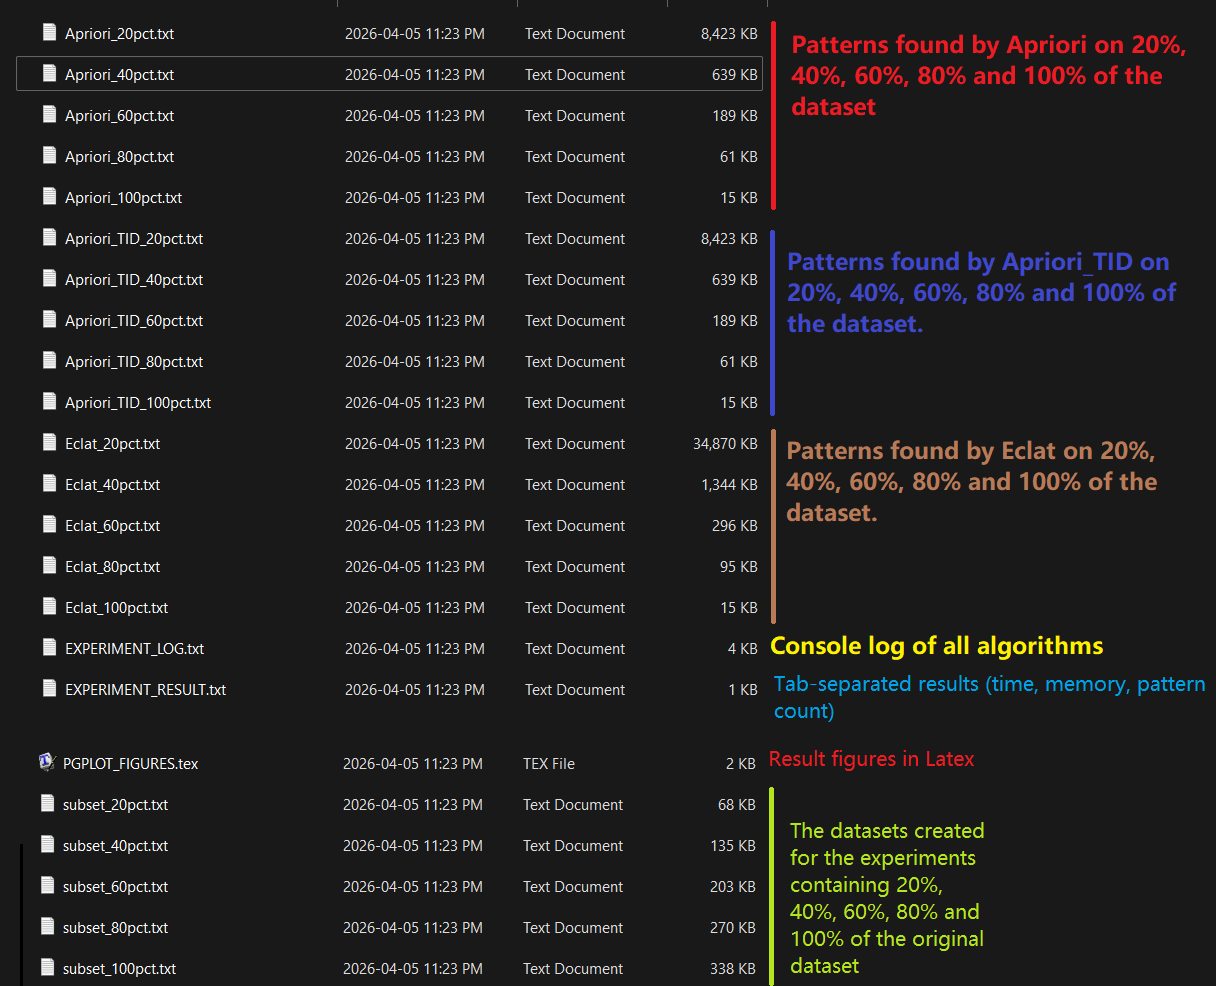 Apriori_20pct.txt 2026-04-05 11:23 PM Text Document 8,423 KB
Apriori_40pct.txt 2026-04-05 11:23 PM Text Document 639 KB
Apriori_60pct.txt 2026-04-05 11:23 PM Text Document 189 KB
Apriori_80pct.txt 2026-04-05 11:23 PM Text Document 61 KB
Apriori_100pct.txt 2026-04-05 11:23 PM Text Document 15 KB
Patterns found by Apriori on 20%,
40%, 60%, 80% and 100% of the
dataset
Apriori_TID_20pct.txt 2026-04-05 11:23 PM Text Document 8,423 KB
Apriori_TID_40pct.txt 2026-04-05 11:23 PM Text Document 639 KB
Apriori_TID_60pct.txt 2026-04-05 11:23 PM Text Document 189 KB
Apriori_TID_80pct.txt 2026-04-05 11:23 PM Text Document 61 KB
Apriori_TID_100pct.txt 2026-04-05 11:23 PM Text Document 15 KB
Patterns found by Apriori_TID on
20%, 40%, 60%, 80% and 100% of
the dataset.
Eclat_20pct.txt 2026-04-05 11:23 PM Text Document 34,870 KB
Eclat_40pct.txt 2026-04-05 11:23 PM Text Document 1,344 KB
Eclat_60pct.txt 2026-04-05 11:23 PM Text Document 296 KB
Eclat_80pct.txt 2026-04-05 11:23 PM Text Document 95 KB
Eclat_100pct.txt 2026-04-05 11:23 PM Text Document 15 KB
Patterns found by Eclat on 20%,
40%, 60%, 80% and 100% of the
dataset.
EXPERIMENT_LOG.txt 2026-04-05 11:23 PM Text Document 4 KB
Console log of all algorithms
EXPERIMENT_RESULT.txt 2026-04-05 11:23 PM Text Document 1 KB
Tab-separated results (time, memory, pattern
count)
PGPLOT_FIGURES.tex 2026-04-05 11:23 PM TEX File 2 KB
Result figures in Latex
subset_20pct.txt 2026-04-05 11:23 PM Text Document 68 KB
subset_40pct.txt 2026-04-05 11:23 PM Text Document 135 KB
subset_60pct.txt 2026-04-05 11:23 PM Text Document 203 KB
subset_80pct.txt 2026-04-05 11:23 PM Text Document 270 KB
subset_100pct.txt 2026-04-05 11:23 PM Text Document 338 KB
The datasets created
for the experiments
containing 20%,
40%, 60%, 80% and
100% of the original
dataset